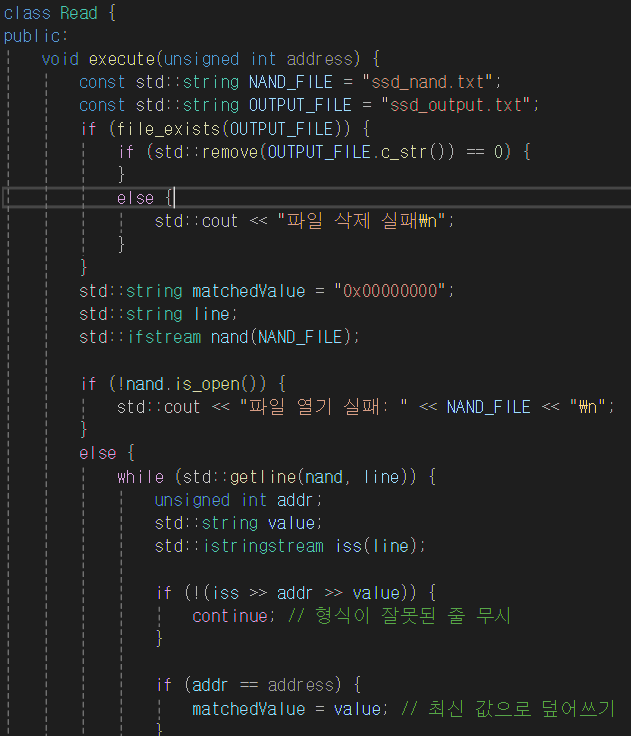 class Read {
public:
    void execute(unsigned int address) {
        const std::string NAND_FILE = "ssd_nand.txt";
        const std::string OUTPUT_FILE = "ssd_output.txt";
        if (file_exists(OUTPUT_FILE)) {
            if (std::remove(OUTPUT_FILE.c_str()) == 0) {
            }
            else {
                std::cout << "파일 삭제 실패₩n";
            }
        }
        std::string matchedValue = "0x00000000";
        std::string line;
        std::ifstream nand(NAND_FILE);

        if (!nand.is_open()) {
            std::cout << "파일 열기 실패: " << NAND_FILE << "₩n";
        }
        else {
            while (std::getline(nand, line)) {
                unsigned int addr;
                std::string value;
                std::istringstream iss(line);

                if (!(iss >> addr >> value)) {
                    continue; // 형식이 잘못된 줄 무시
                }

                if (addr == address) {
                    matchedValue = value; // 최신 값으로 덮어쓰기
                }